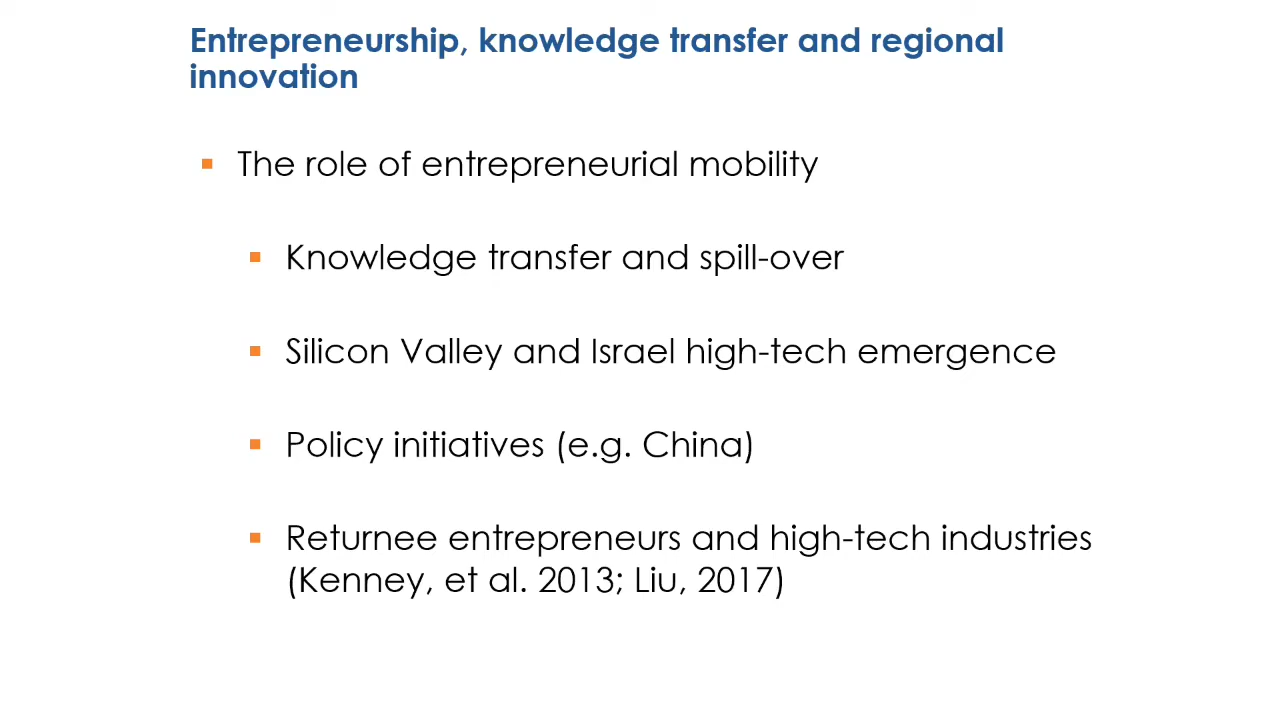 Entrepreneurship, knowledge transfer and regional
innovation
▪ The role of entrepreneurial mobility
▪ Knowledge transfer and spill-over
▪ Silicon Valley and Israel high-tech emergence
▪ Policy initiatives (e.g. China)
▪ Returnee entrepreneurs and high-tech industries
(Kenney, et al. 2013; Liu, 2017)